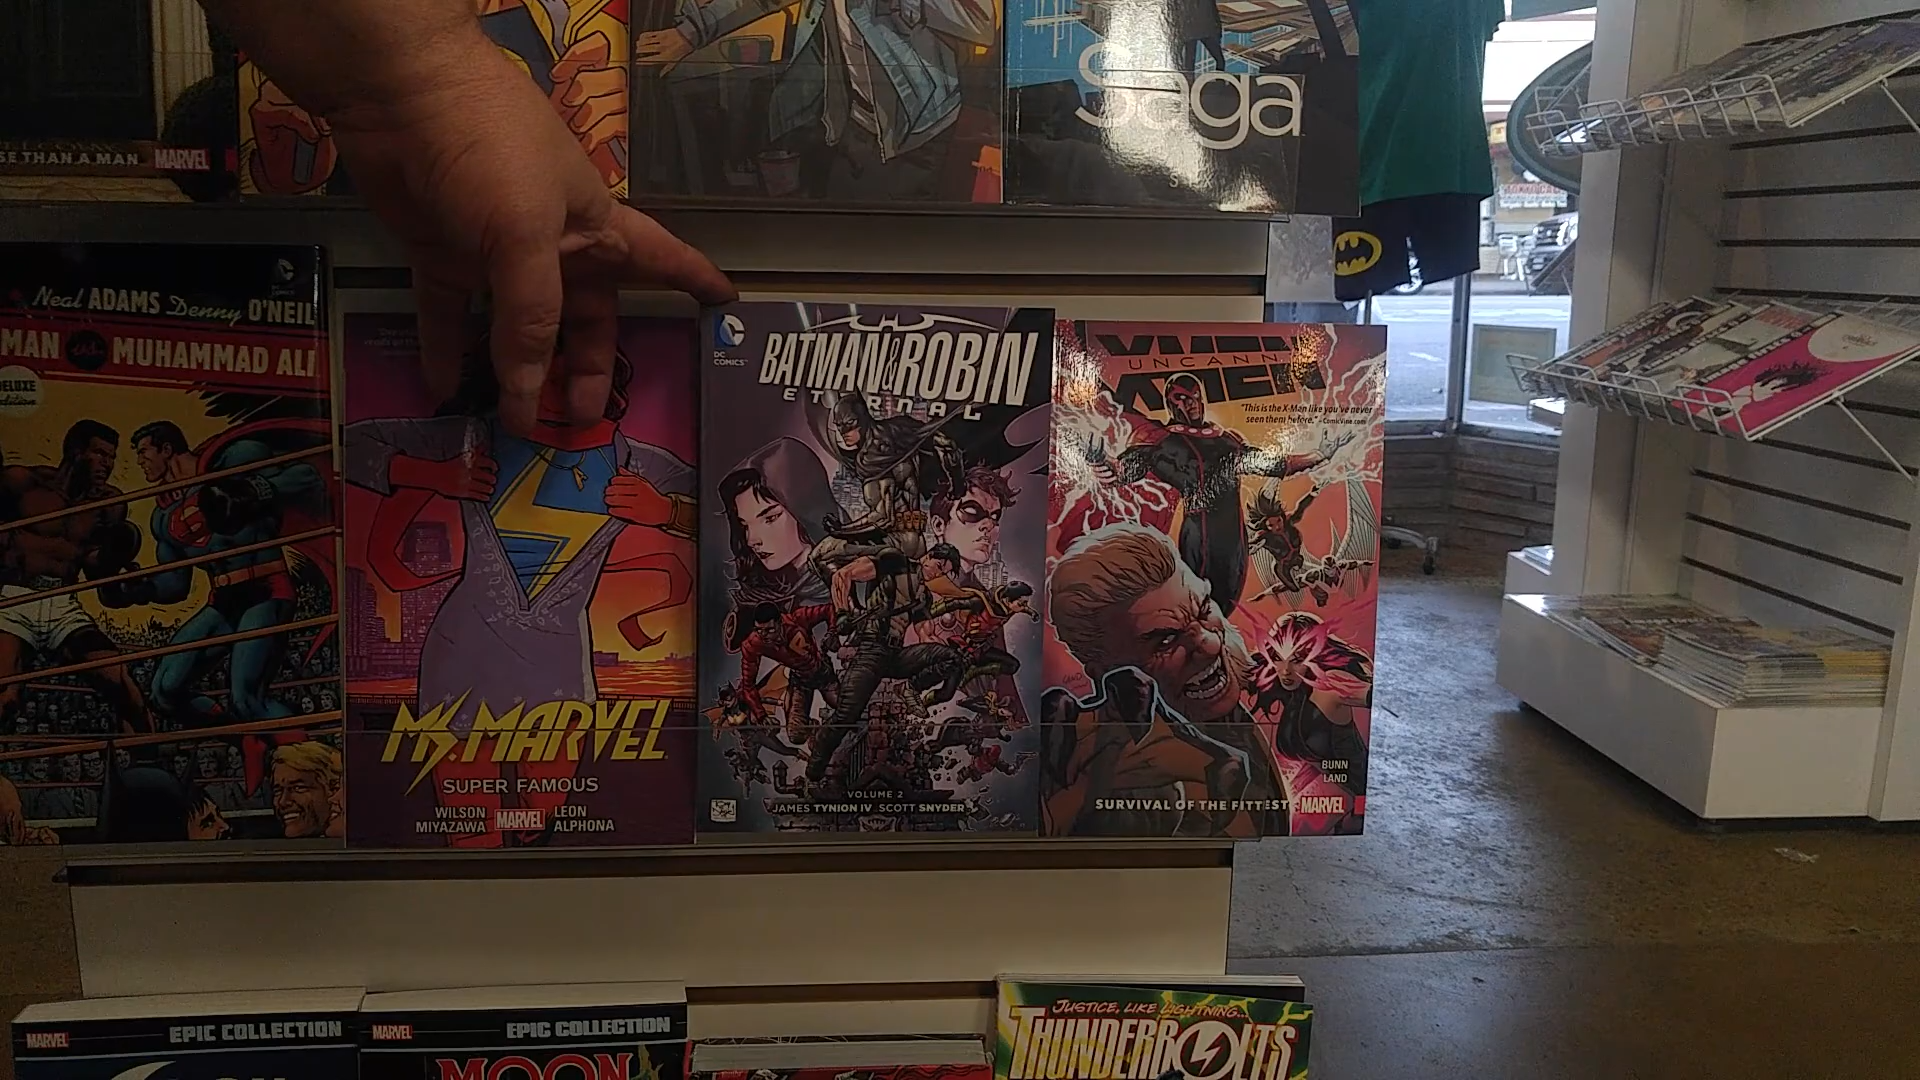 SE THAN A MAN
MARVEL
Saga
Neal ADAMS Denny O'NEIL
MAN
MUHAMMAD ALI
DELUXE
edition
MS. MARVEL
SUPER FAMOUS
WILSON
MIYAZAWA
MARVEL
LEON
ALPHONA
DC
COMICS
BATMAN & ROBIN
ETERNAL
VOLUME 2
JAMES TYNION IV SCOTT SNYDER
UNCANNY
X-MEN
"This is the X-Man like you've never
seen them before." - ComicVine.com
BUNN
LAND
SURVIVAL OF THE FITTEST
MARVEL
MARVEL
EPIC COLLECTION
MARVEL
EPIC COLLECTION
MOON
JUSTICE, LIKE LIGHTNING...
THUNDERBOLTS